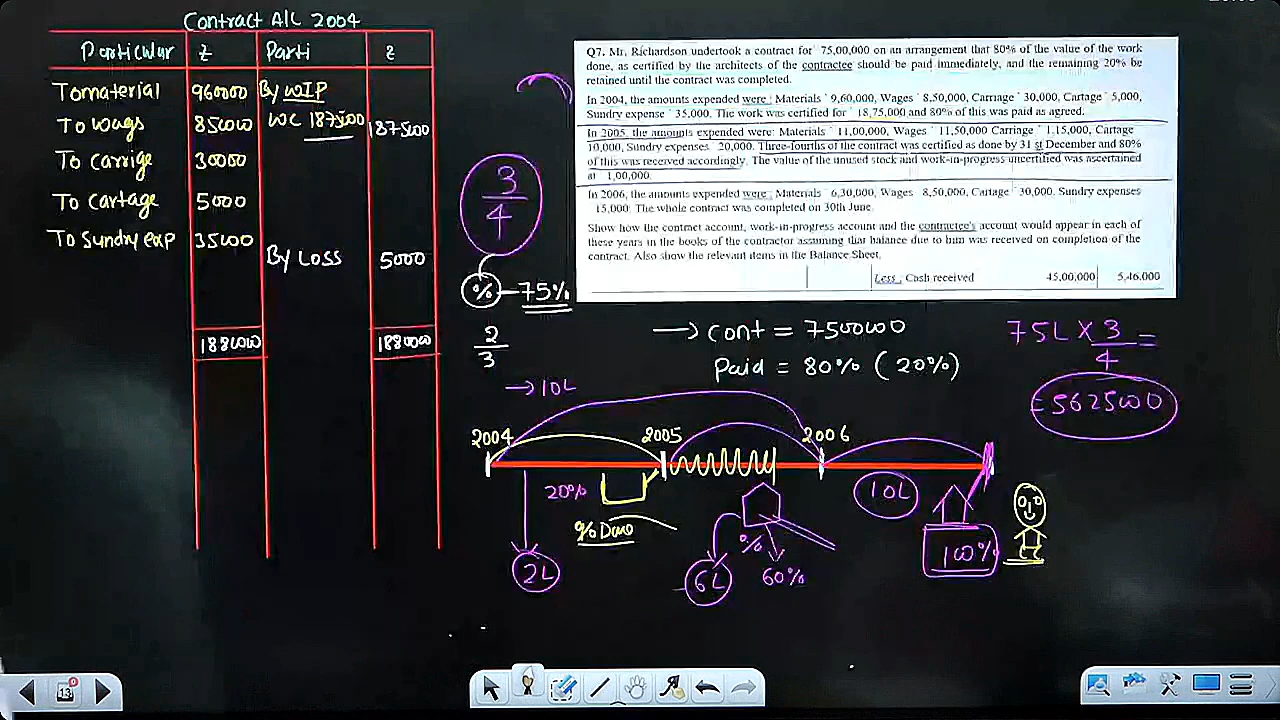 Contract A/C 2004
Particular ₹ Parti ₹
To material 960000 By WIP
To wags 850000 WC 1875000 1875000
To carrige 30000
To cartage 5000
To Sundry exp 35000
By Loss 5000
1880000 1880000
Q7. Mr. Richardson undertook a contract for ` 75,00,000 on an arrangement that 80% of the value of the work
done, as certified by the architects of the contractee should be paid immediately, and the remaining 20% be
retained until the contract was completed.
In 2004, the amounts expended were : Materials ` 9,60,000, Wages ` 8,50,000, Carriage ` 30,000, Cartage ` 5,000,
Sundry expense ` 35,000. The work was certified for ` 18,75,000 and 80% of this was paid as agreed.
In 2005, the amounts expended were: Materials ` 11,00,000, Wages ` 11,50,000 Carriage ` 1,15,000, Cartage
10,000, Sundry expenses ` 20,000. Three-fourths of the contract was certified as done by 31 st December and 80%
of this was received accordingly. The value of the unused stock and work-in-progress uncertified was ascertained
at ` 1,00,000.
In 2006, the amounts expended were : Materials ` 6,30,000, Wages ` 8,50,000, Cartage ` 30,000. Sundry expenses
` 15,000. The whole contract was completed on 30th June.
Show how the contract account, work-in-progress account and the contractee's account would appear in each of
these years in the books of the contractor assuming that balance due to him was received on completion of the
contract. Also show the relevant items in the Balance Sheet.
Less : Cash received 45,00,000 5,46,000
3/4
% – 75%
2/3
→ cont = 7500000
Paid = 80% (20%)
75L × 3/4 =
= 5625000
→ 10L
2004 2005 2006
20%
% Done
2L
%
6L 60%
10L
100%
13